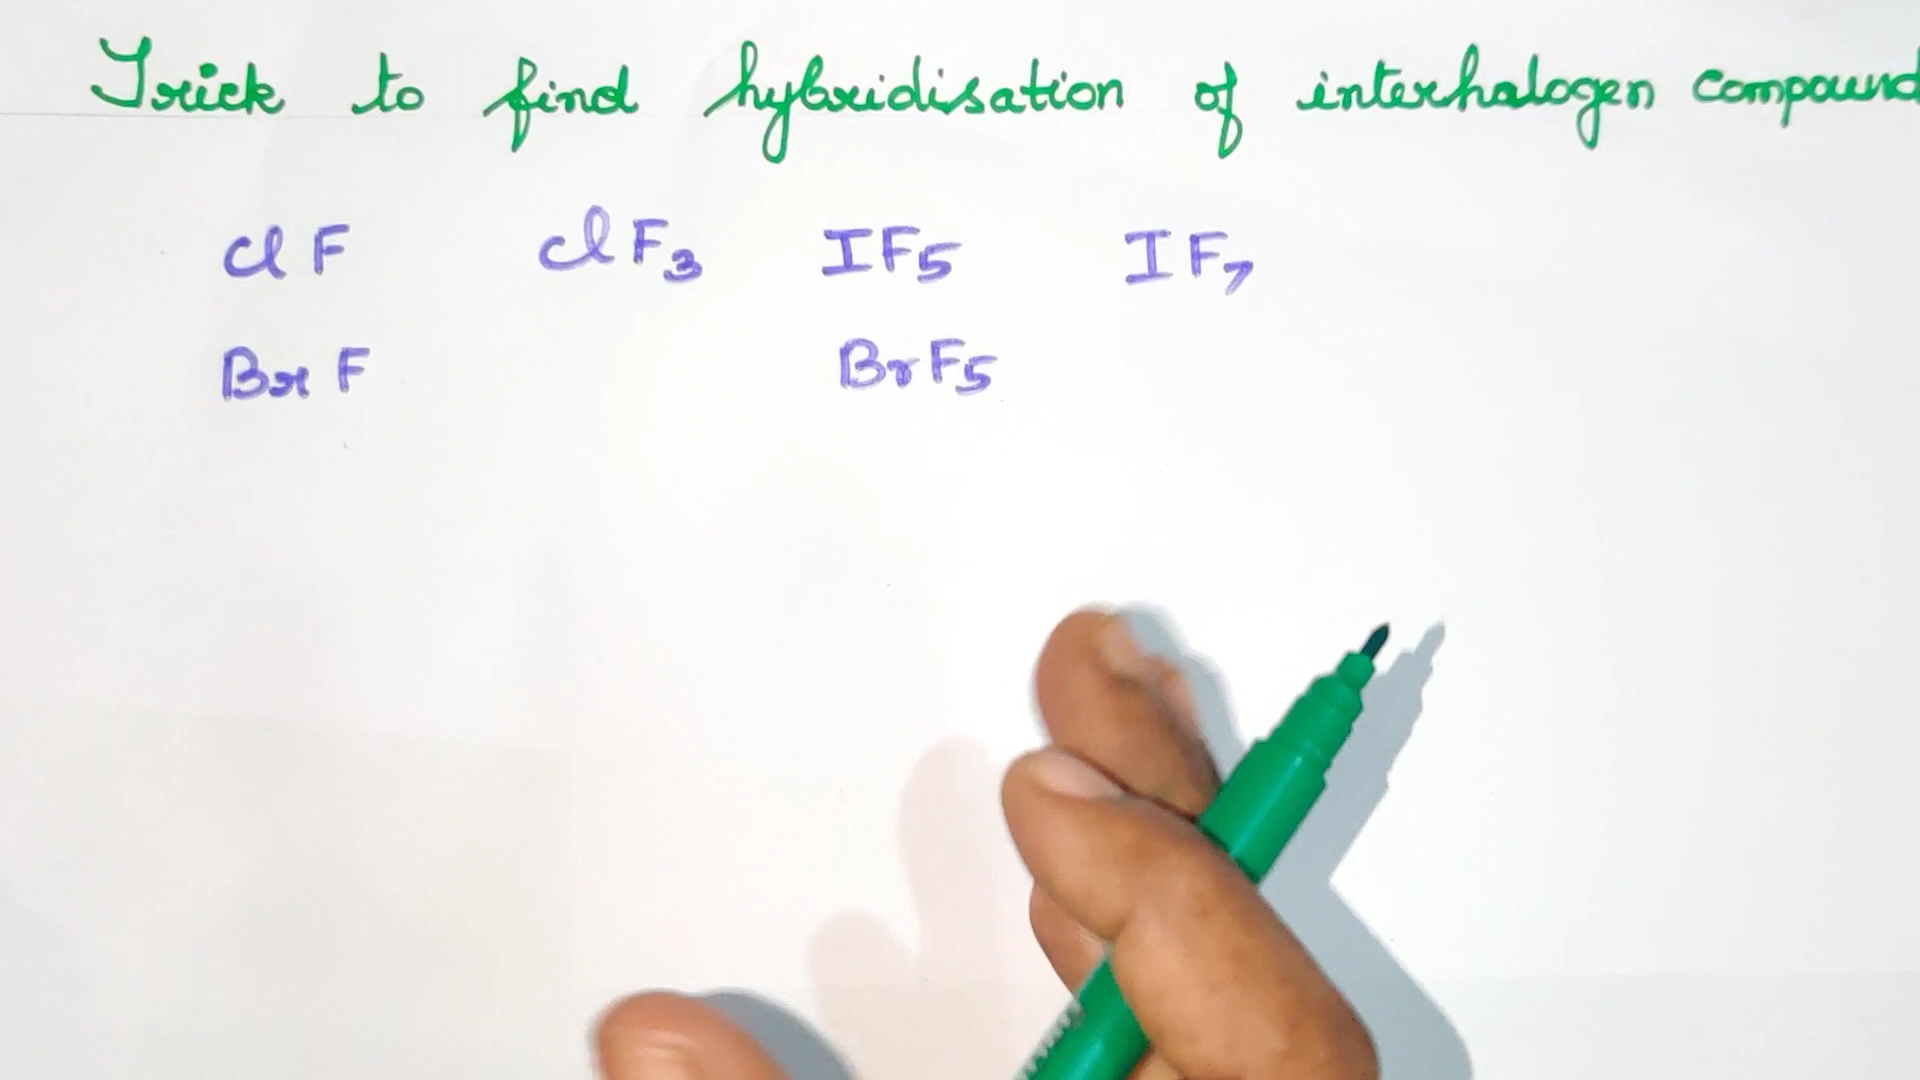 Trick to find hybridisation of interhalogen compound
ClF ClF3 IF5 IF7
BrF BrF5